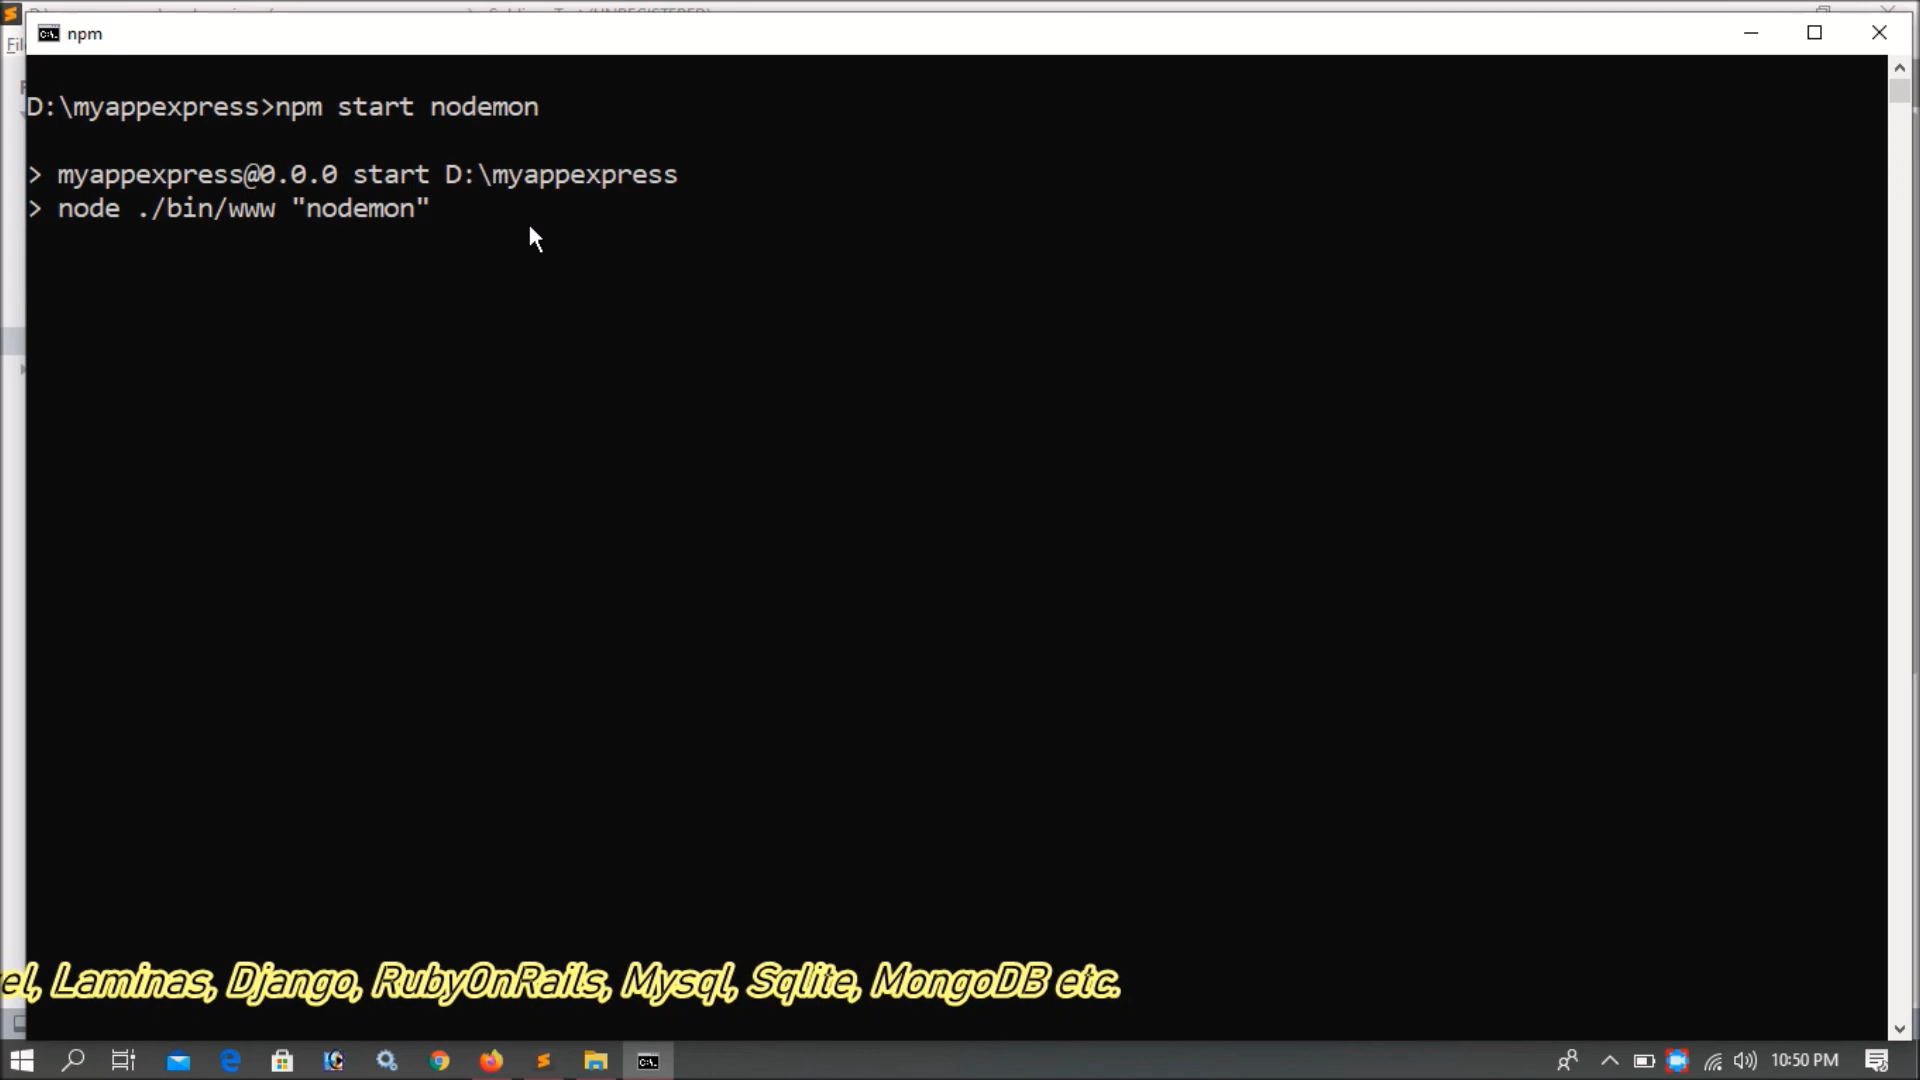 npm
D:\myappexpress>npm start nodemon
> myappexpress@0.0.0 start D:\myappexpress
> node ./bin/www "nodemon"
el, Laminas, Django, RubyOnRails, Mysql, Sqlite, MongoDB etc.
10:50 PM